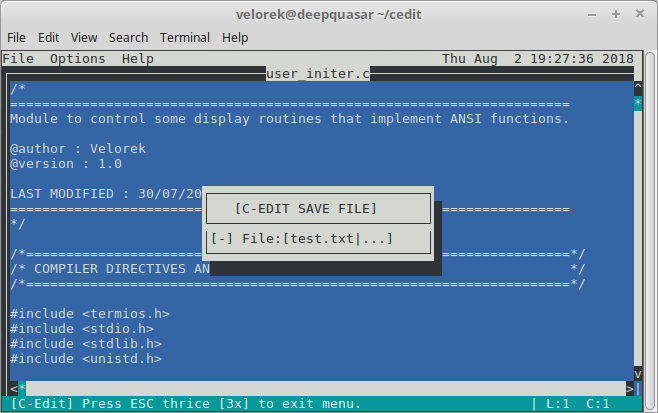 velorek@deepquasar ~/cedit
File Edit View Search Terminal Help
File Options Help Thu Aug 2 19:27:36 2018
user_initer.c
/* ^
====================================================================== *
Module to control some display routines that implement ANSI functions.
@author : Velorek
@version : 1.0
LAST MODIFIED : 30/07/20
[C-EDIT SAVE FILE]
======================================================================
*/
[-] File:[test.txt|...]
/*====================================================================*/
/* COMPILER DIRECTIVES AN */
/*====================================================================*/
#include <termios.h>
#include <stdio.h>
#include <stdlib.h>
#include <unistd.h>
v
<* >|
[C-Edit] Press ESC thrice [3x] to exit menu. | L:1 C:1